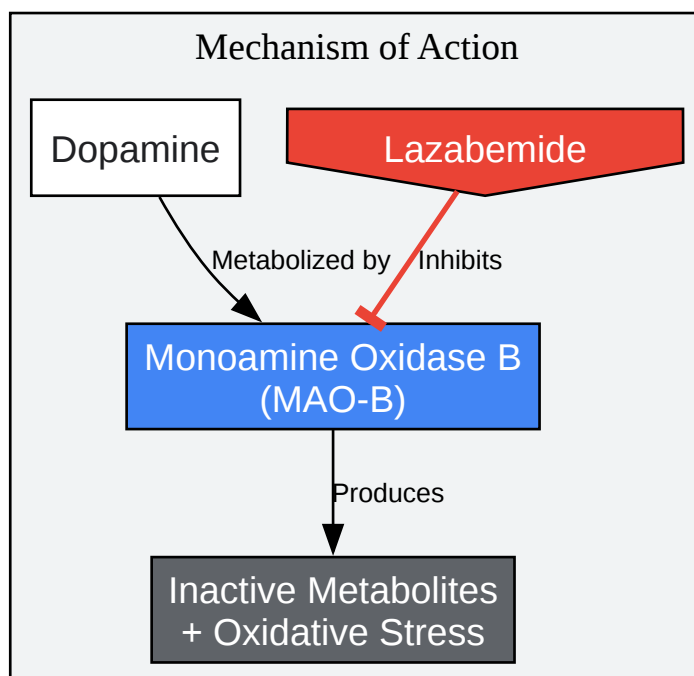 Mechanism of Action
Dopamine
Lazabemide
Metabolized by
Inhibits
Monoamine Oxidase B
(MAO-B)
Produces
Inactive Metabolites
+ Oxidative Stress